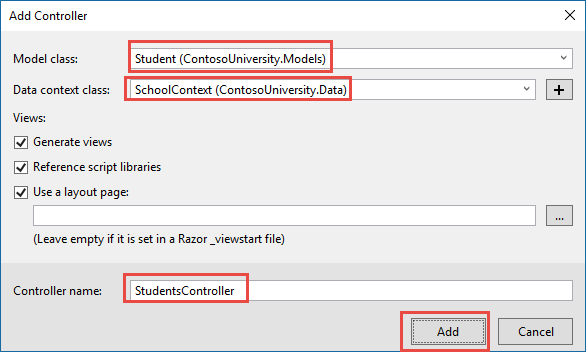 Add Controller
Model class: Student (ContosoUniversity.Models)
Data context class: SchoolContext (ContosoUniversity.Data) +
Views:
Generate views
Reference script libraries
Use a layout page:
...
(Leave empty if it is set in a Razor _viewstart file)
Controller name: StudentsController
Add Cancel